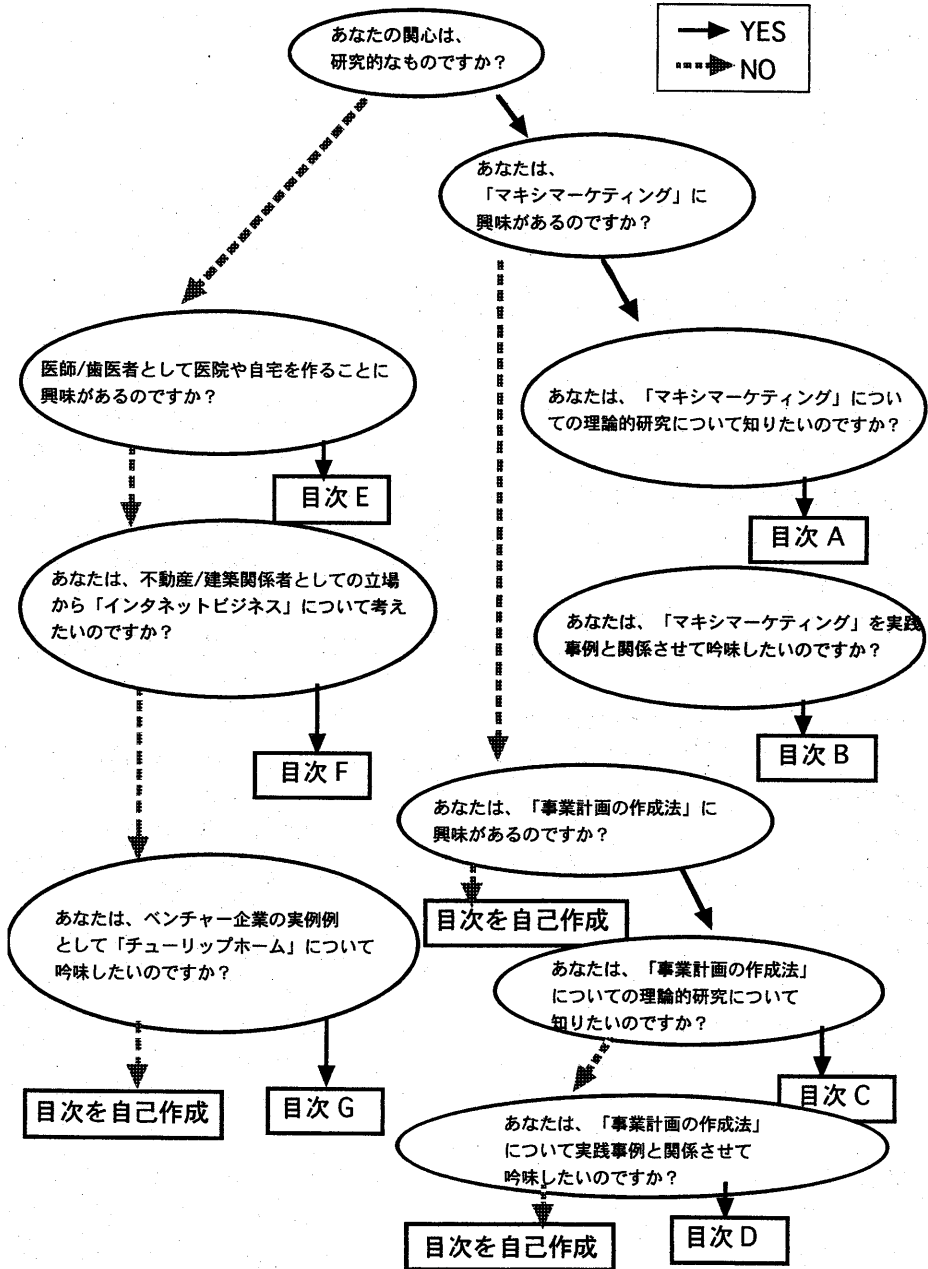 あなたの関心は、
研究的なものですか？
YES
NO
あなたは、
「マキシマーケティング」に
興味があるのですか？
医師/歯医者として医院や自宅を作ることに
興味があるのですか？
あなたは、「マキシマーケティング」につい
ての理論的研究について知りたいのですか？
目次 E
目次 A
あなたは、不動産/建築関係者としての立場
から「インタネットビジネス」について考え
たいのですか？
あなたは、「マキシマーケティング」を実践
事例と関係させて吟味したいのですか？
目次 F
目次 B
あなたは、「事業計画の作成法」に
興味があるのですか？
あなたは、ベンチャー企業の実例例
として「チューリップホーム」について
吟味したいのですか？
目次を自己作成
あなたは、「事業計画の作成法」
についての理論的研究について
知りたいのですか？
目次を自己作成
目次 G
目次 C
あなたは、「事業計画の作成法」
について実践事例と関係させて
吟味したいのですか？
目次を自己作成
目次 D